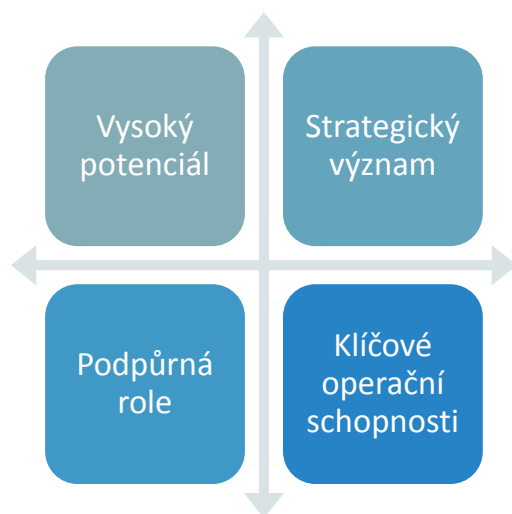 Vysoký
potenciál
Strategický
význam
Podpůrná
role
Klíčové
operační
schopnosti